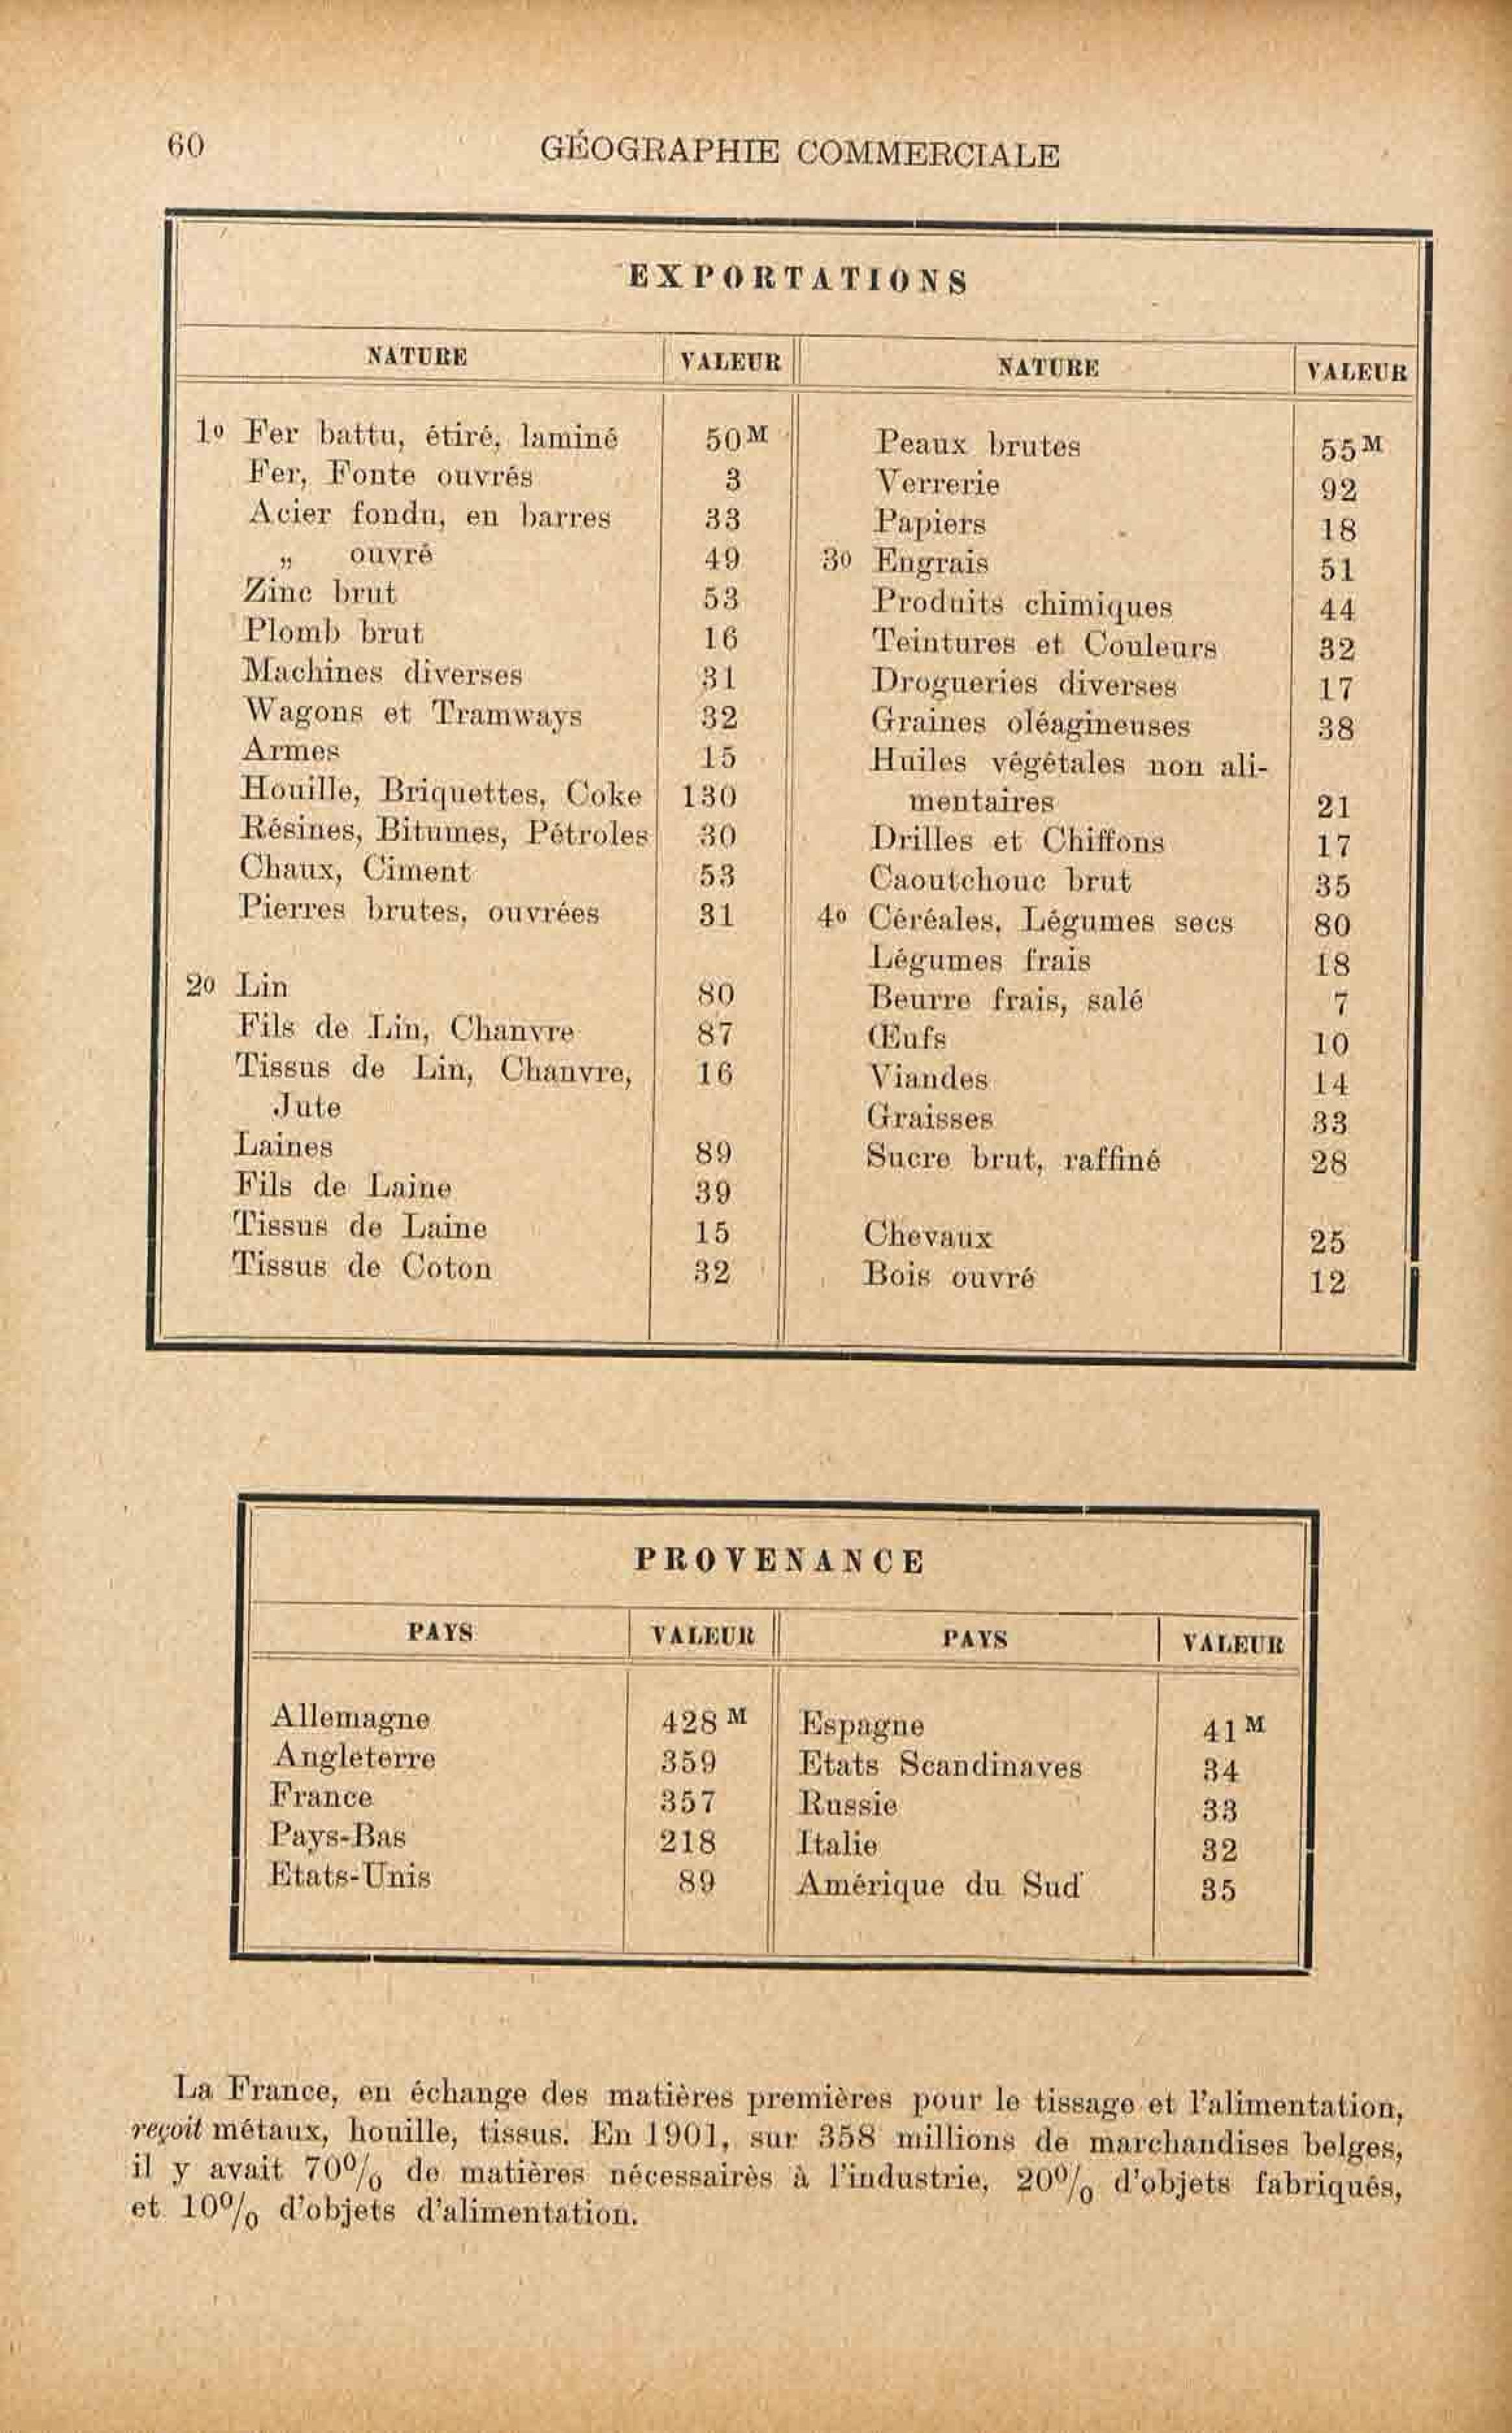 60
GÉOGRAPHIE COMMERCIALE
EXPORTATIONS
NATURE VALEUR NATURE VALEUR
1o Fer battu, étiré, laminé 50M
Fer, Fonte ouvrés 3
Acier fondu, en barres 33
„ ouvré 49
Zinc brut 53
Plomb brut 16
Machines diverses 31
Wagons et Tramways 32
Armes 15
Houille, Briquettes, Coke 130
Résines, Bitumes, Pétroles 30
Chaux, Ciment 53
Pierres brutes, ouvrées 31
2o Lin 80
Fils de Lin, Chanvre 87
Tissus de Lin, Chanvre, 16
Jute
Laines 89
Fils de Laine 39
Tissus de Laine 15
Tissus de Coton 32
Peaux brutes 55M
Verrerie 92
Papiers 18
3o Engrais 51
Produits chimiques 44
Teintures et Couleurs 32
Drogueries diverses 17
Graines oléagineuses 38
Huiles végétales non ali-
mentaires 21
Drilles et Chiffons 17
Caoutchouc brut 35
4o Céréales, Légumes secs 80
Légumes frais 18
Beurre frais, salé 7
Œufs 10
Viandes 14
Graisses 33
Sucre brut, raffiné 28
Chevaux 25
Bois ouvré 12
PROVENANCE
PAYS VALEUR PAYS VALEUR
Allemagne 428 M
Angleterre 359
France 357
Pays-Bas 218
Etats-Unis 89
Espagne 41M
Etats Scandinaves 34
Russie 33
Italie 32
Amérique du Sud 35
La France, en échange des matières premières pour le tissage et l'alimentation,
reçoit métaux, houille, tissus. En 1901, sur 358 millions de marchandises belges,
il y avait 70% de matières nécessairès à l'industrie, 20% d'objets fabriqués,
et 10% d'objets d'alimentation.